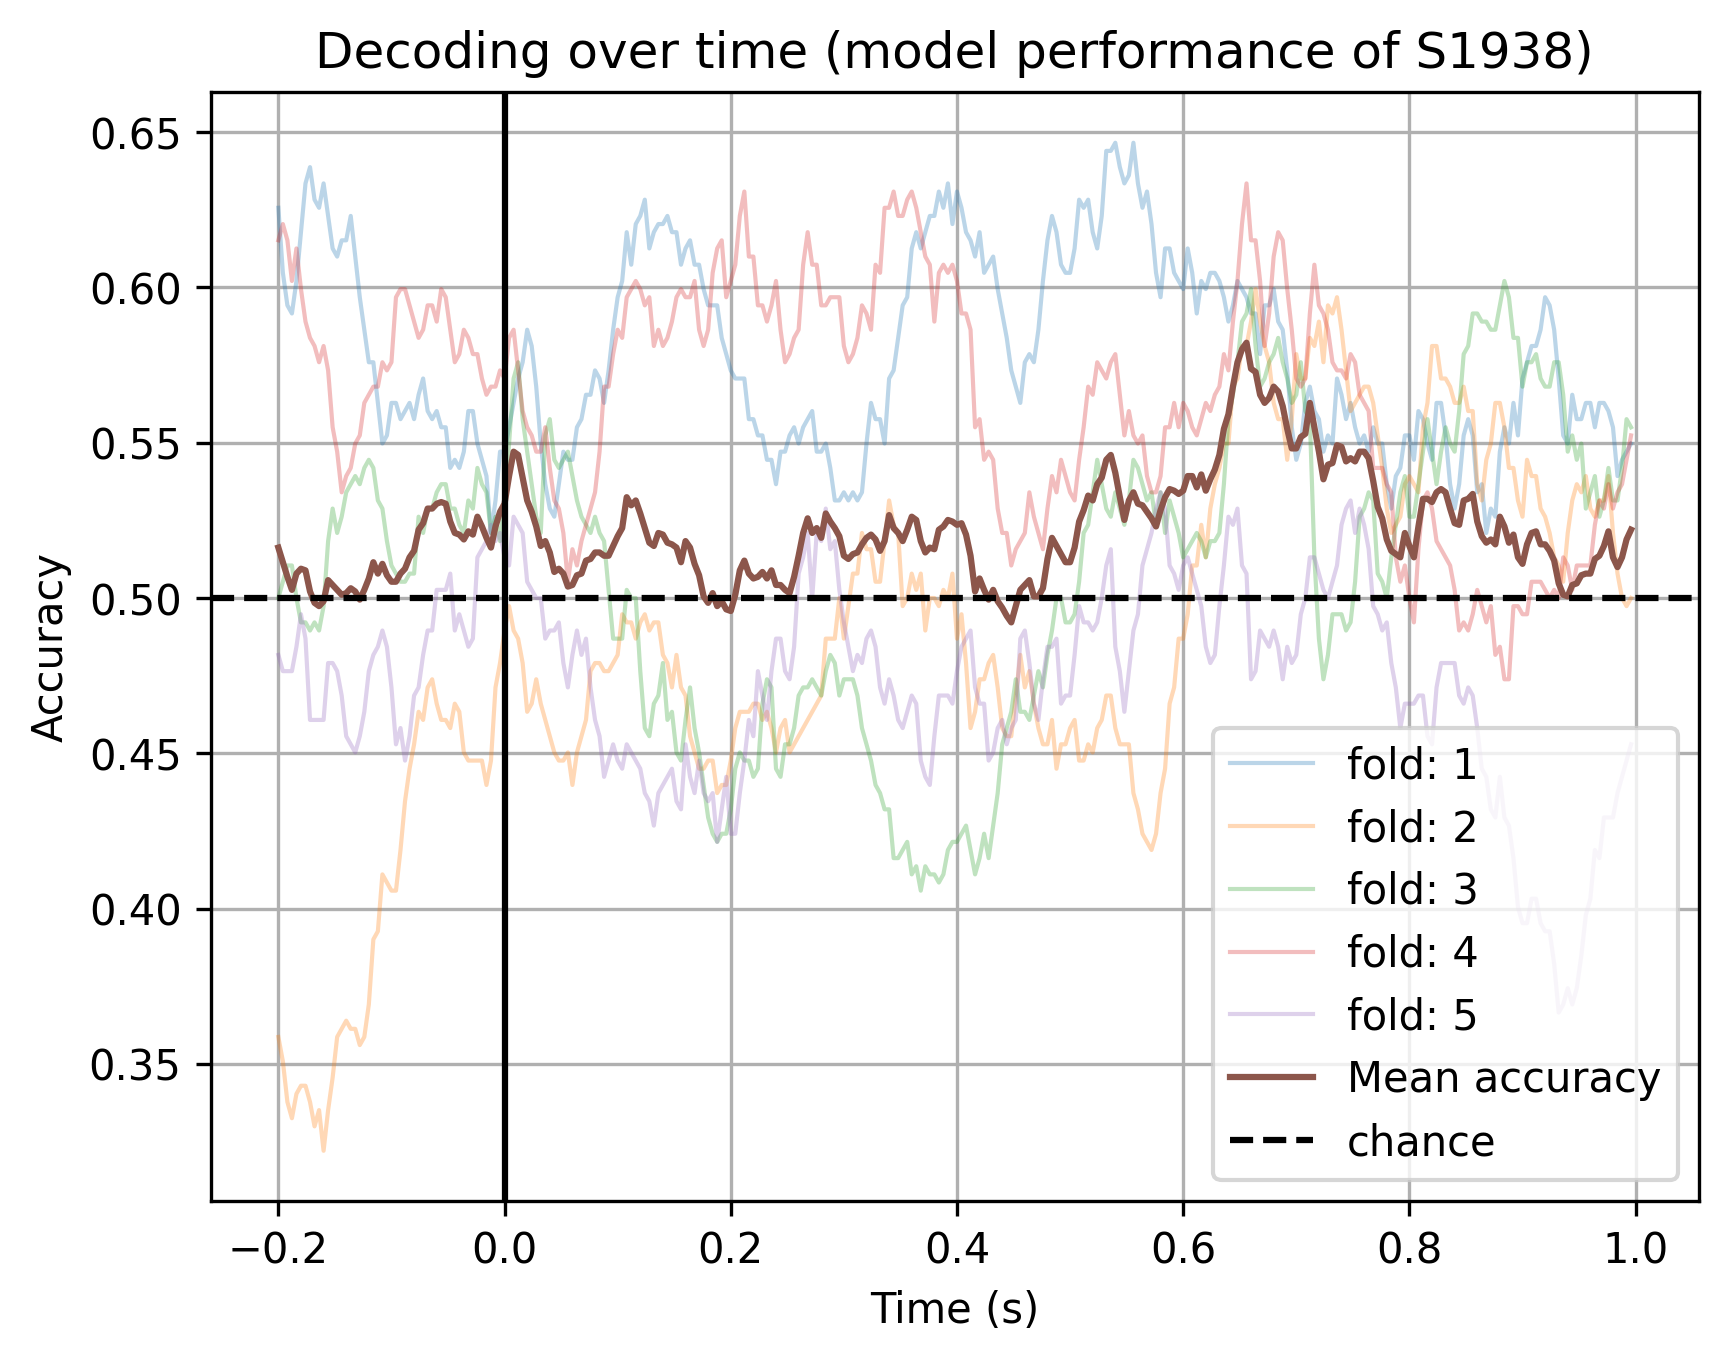 Decoding over time (model performance of S1938)
0.65
0.60
0.55
0.50
0.45
0.40
0.35
Accuracy
fold: 1
fold: 2
fold: 3
fold: 4
fold: 5
Mean accuracy
chance
−0.2
0.0
0.2
0.4
0.6
0.8
1.0
Time (s)